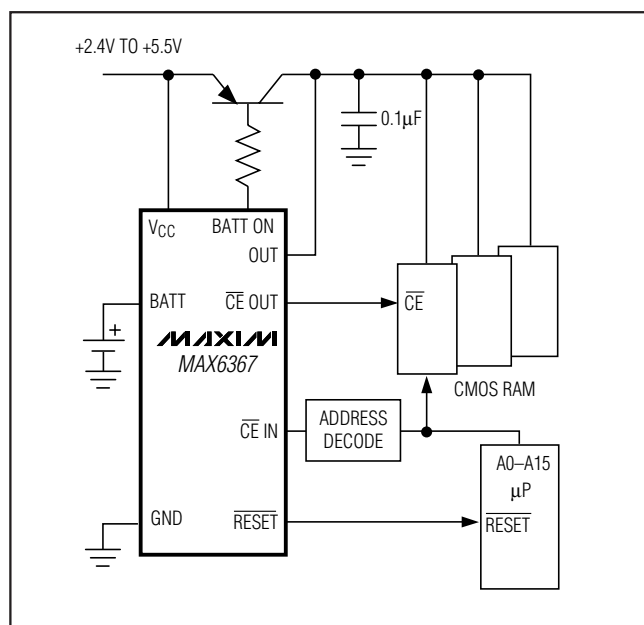 +2.4V TO +5.5V
0.1µF
VCC
BATT ON
OUT
BATT
CE OUT
CE
MAXIM
MAX6367
CMOS RAM
CE IN
ADDRESS
DECODE
A0–A15
µP
GND
RESET
RESET
+